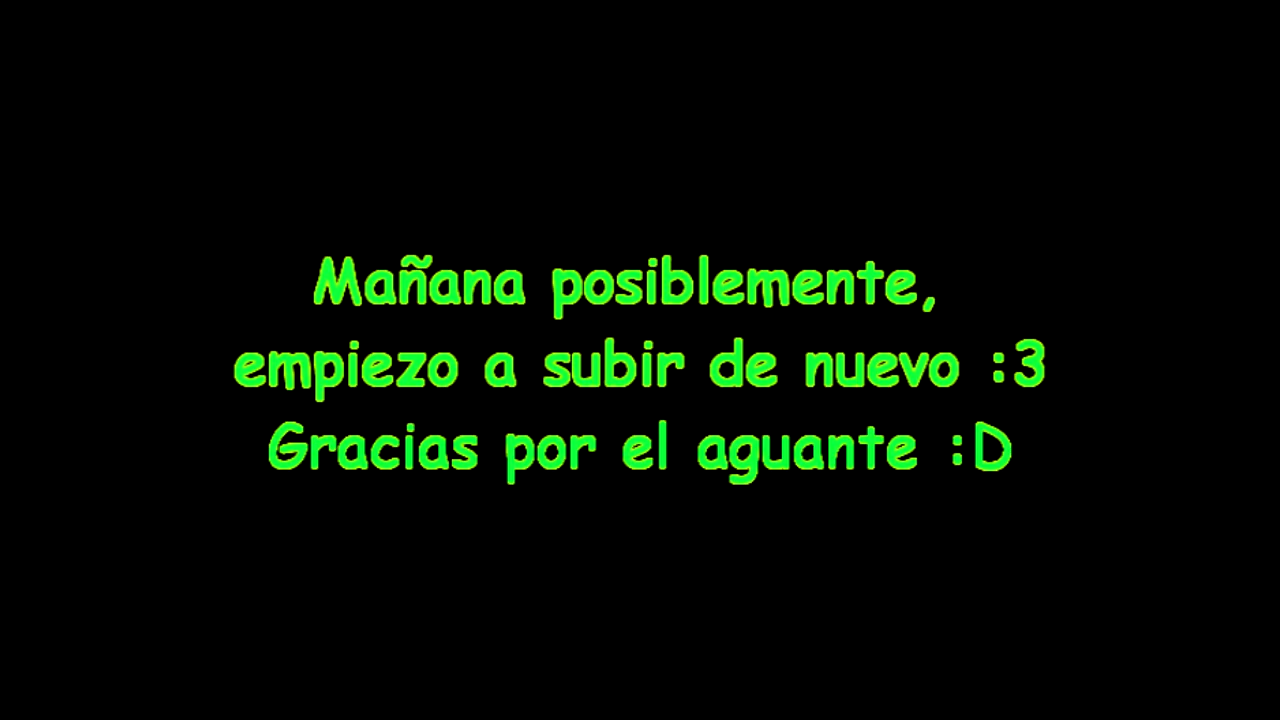 Mañana posiblemente,
empiezo a subir de nuevo :3
Gracias por el aguante :D